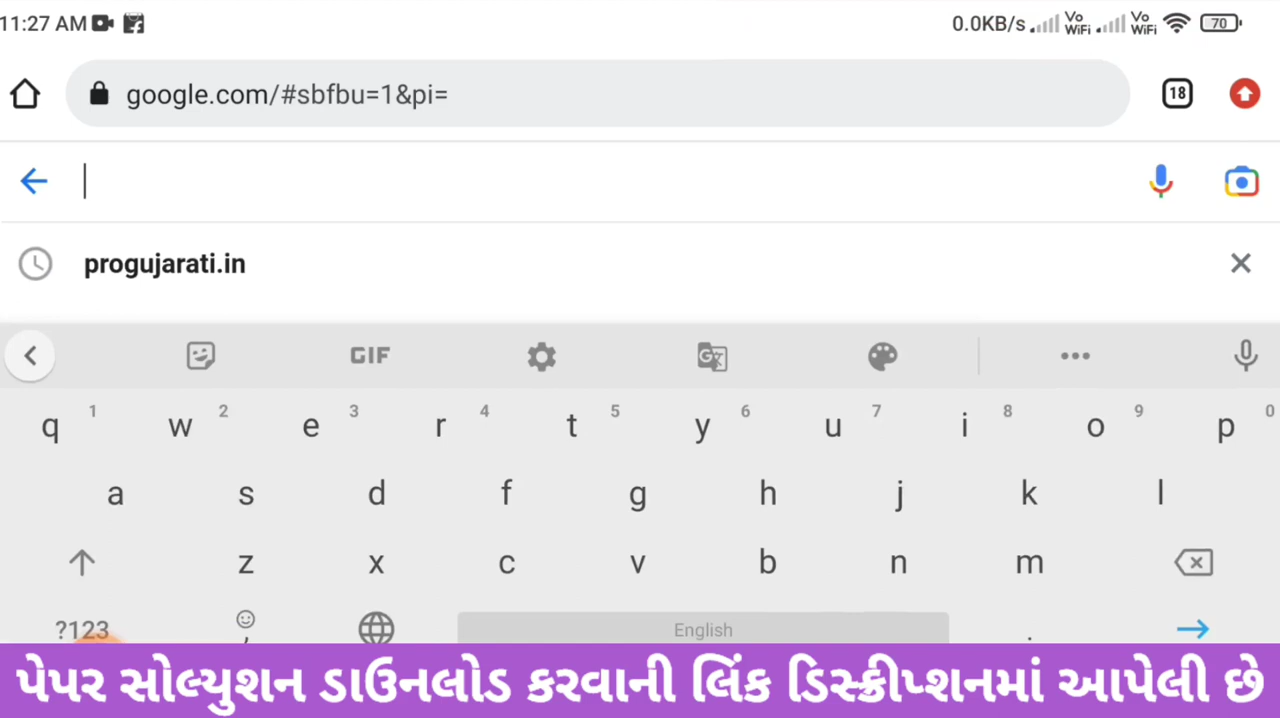 11:27 AM 0.0KB/s Vo WiFi Vo WiFi 70
google.com/#sbfbu=1&pi= 18
progujarati.in
GIF
q 1 w 2 e 3 r 4 t 5 y 6 u 7 i 8 o 9 p 0
a s d f g h j k l
z x c v b n m
?123 , English .
પેપર સોલ્યુશન ડાઉનલોડ કરવાની લિંક ડિસ્ક્રીપ્શનમાં આપેલી છે